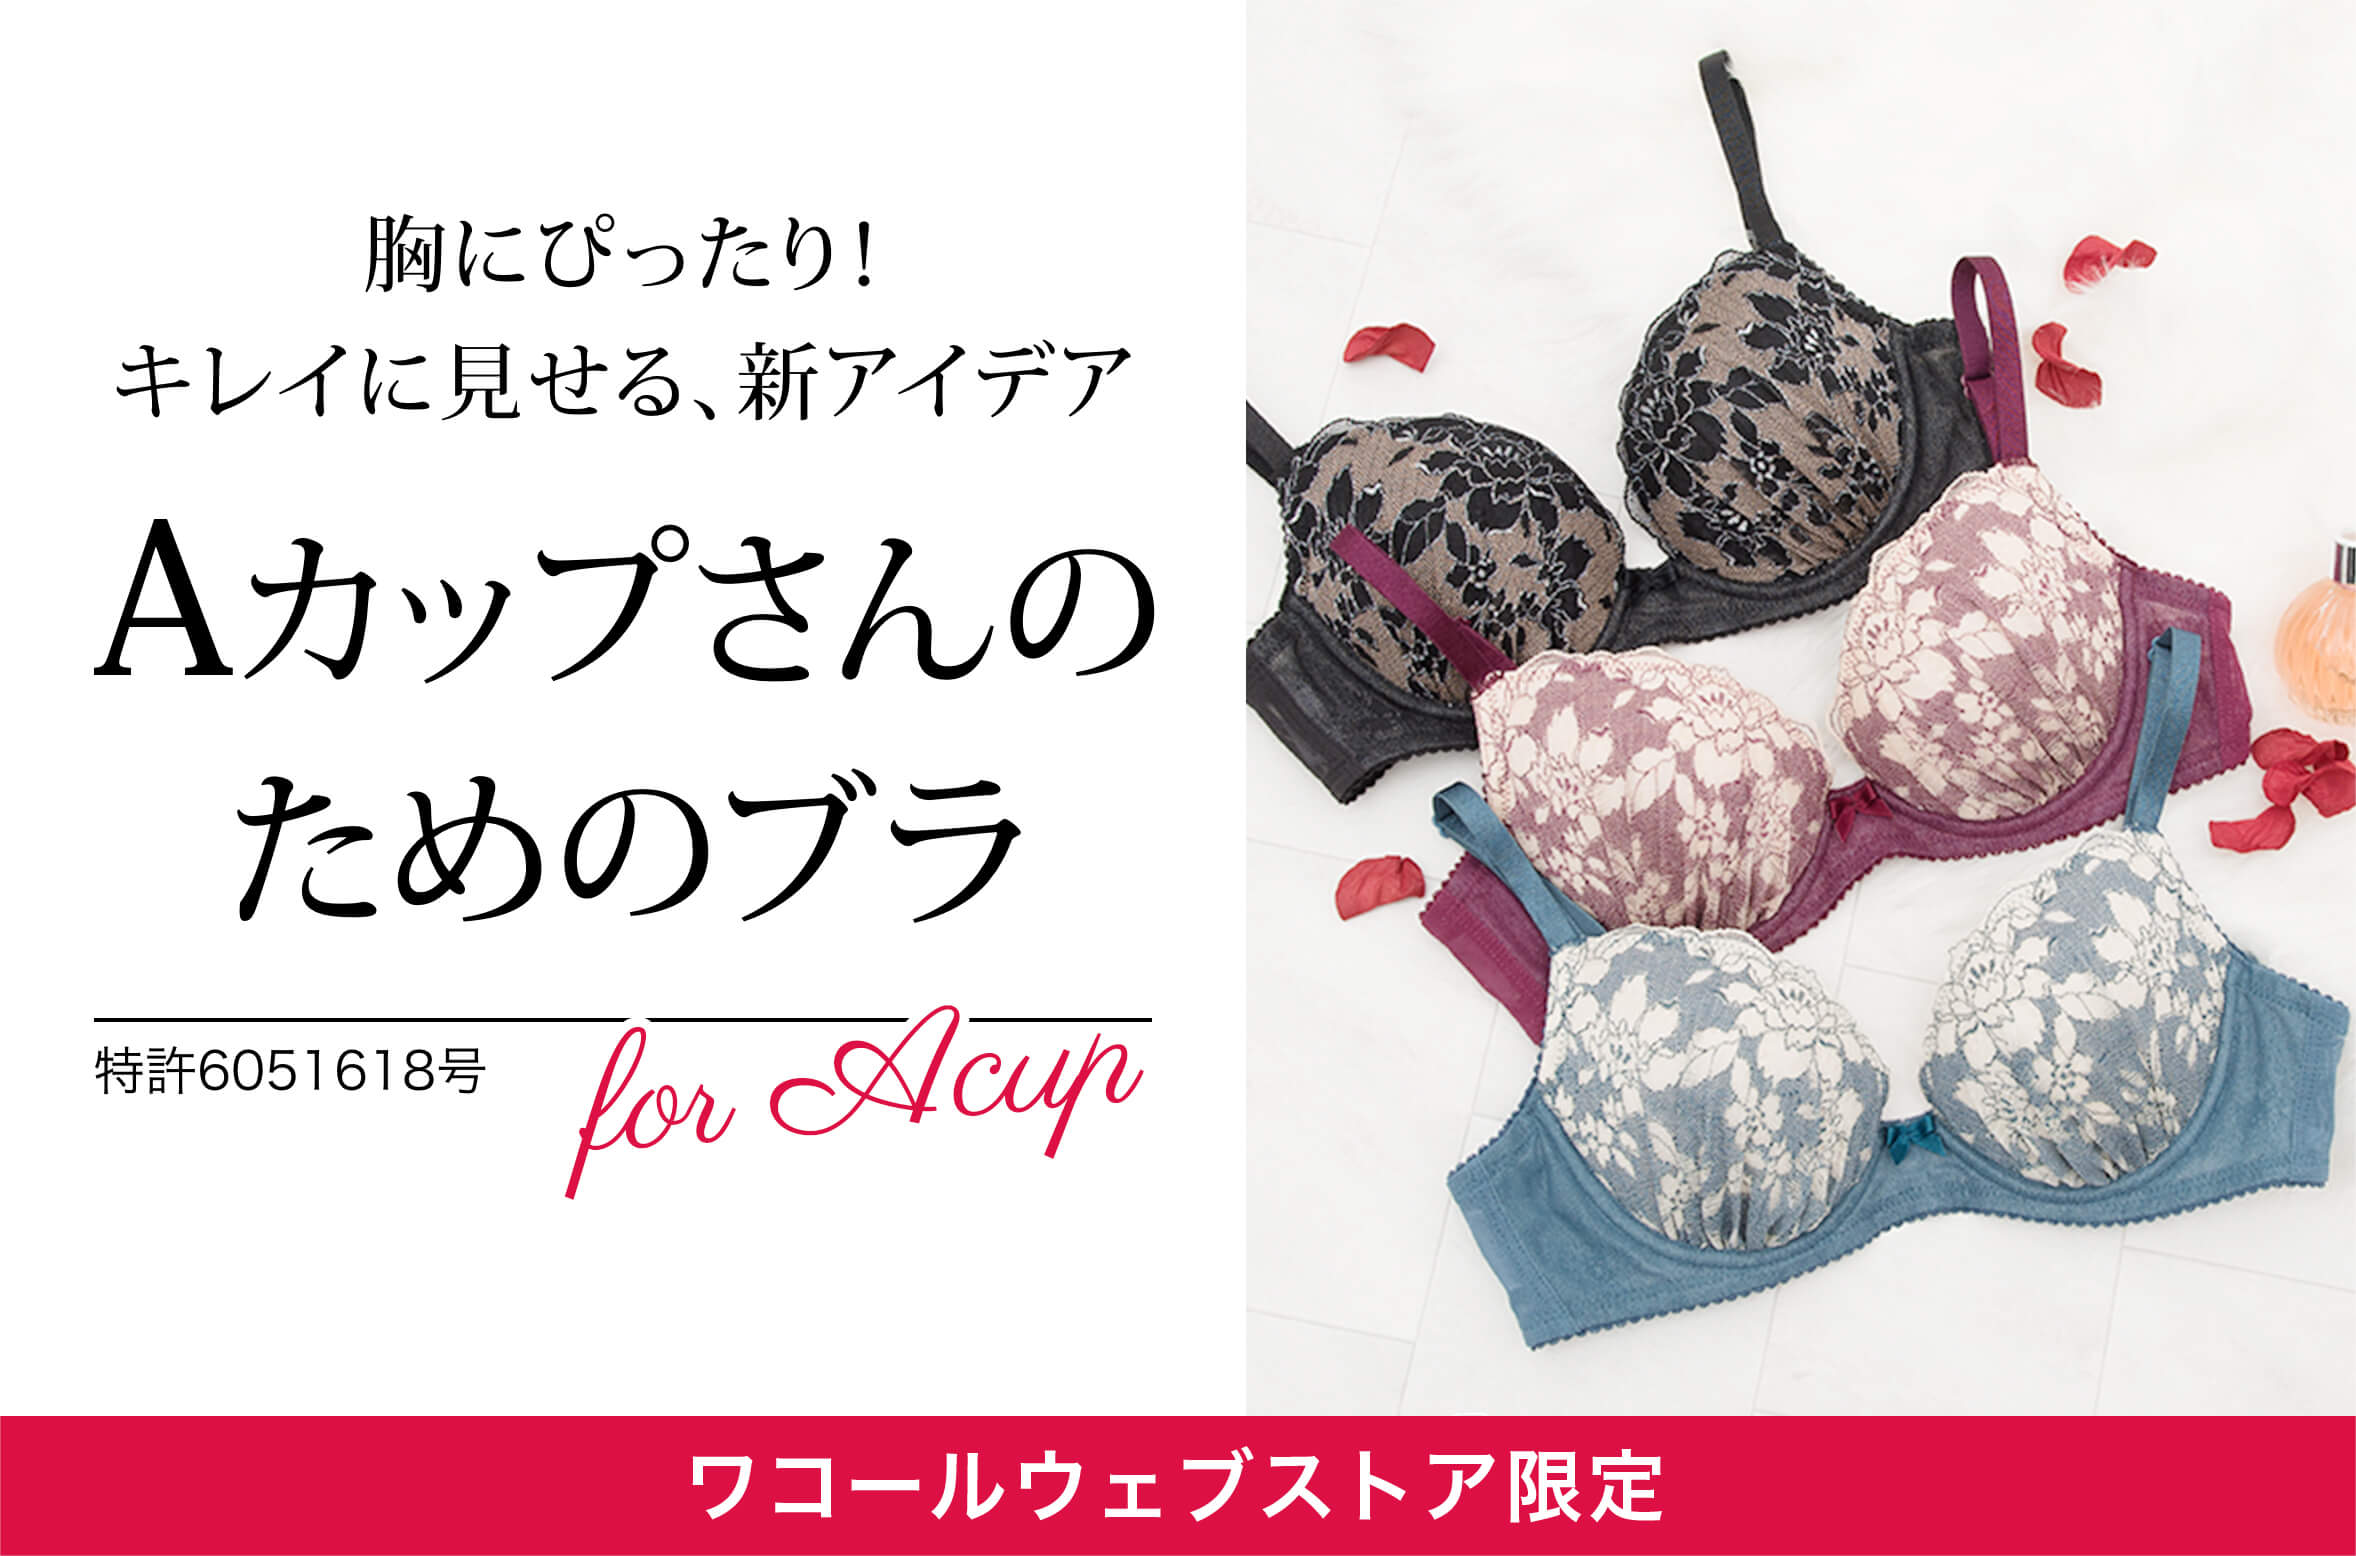 胸にぴったり!
キレイに見せる、新アイデア
Aカップさんの
ためのブラ
特許6051618号
for Acup
ワコールウェブストア限定